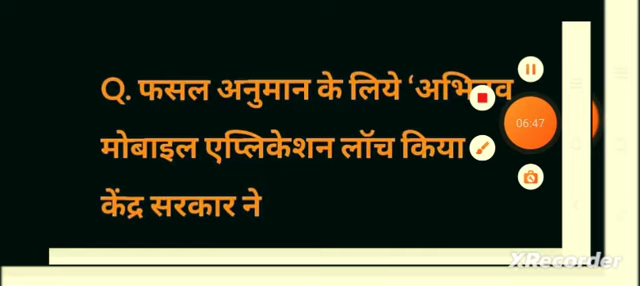 Q. फसल अनुमान के लिये
मोबाइल एप्लिकेशन लॉच किया
केंद्र सरकार ने
06:47
XRecorder